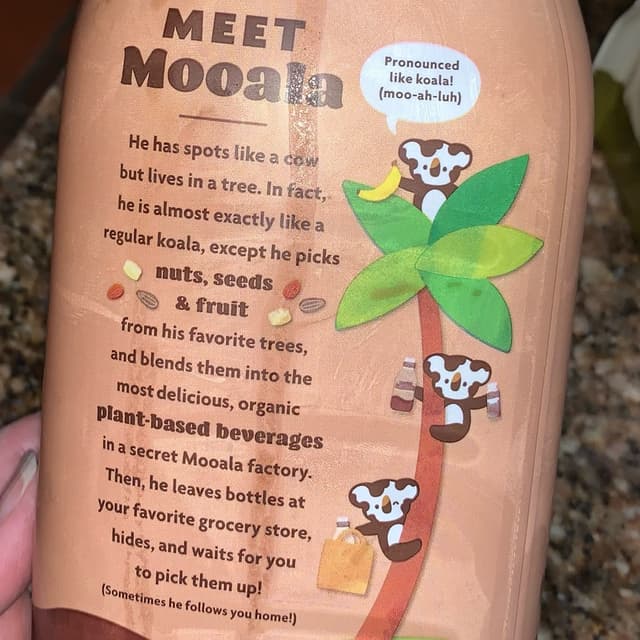 MEET
Mooala
Pronounced
like koala!
(moo-ah-luh)
He has spots like a cow
but lives in a tree. In fact,
he is almost exactly like a
regular koala, except he picks
nuts, seeds
& fruit
from his favorite trees,
and blends them into the
most delicious, organic
plant-based beverages
in a secret Mooala factory.
Then, he leaves bottles at
your favorite grocery store,
hides, and waits for you
to pick them up!
(Sometimes he follows you home!)